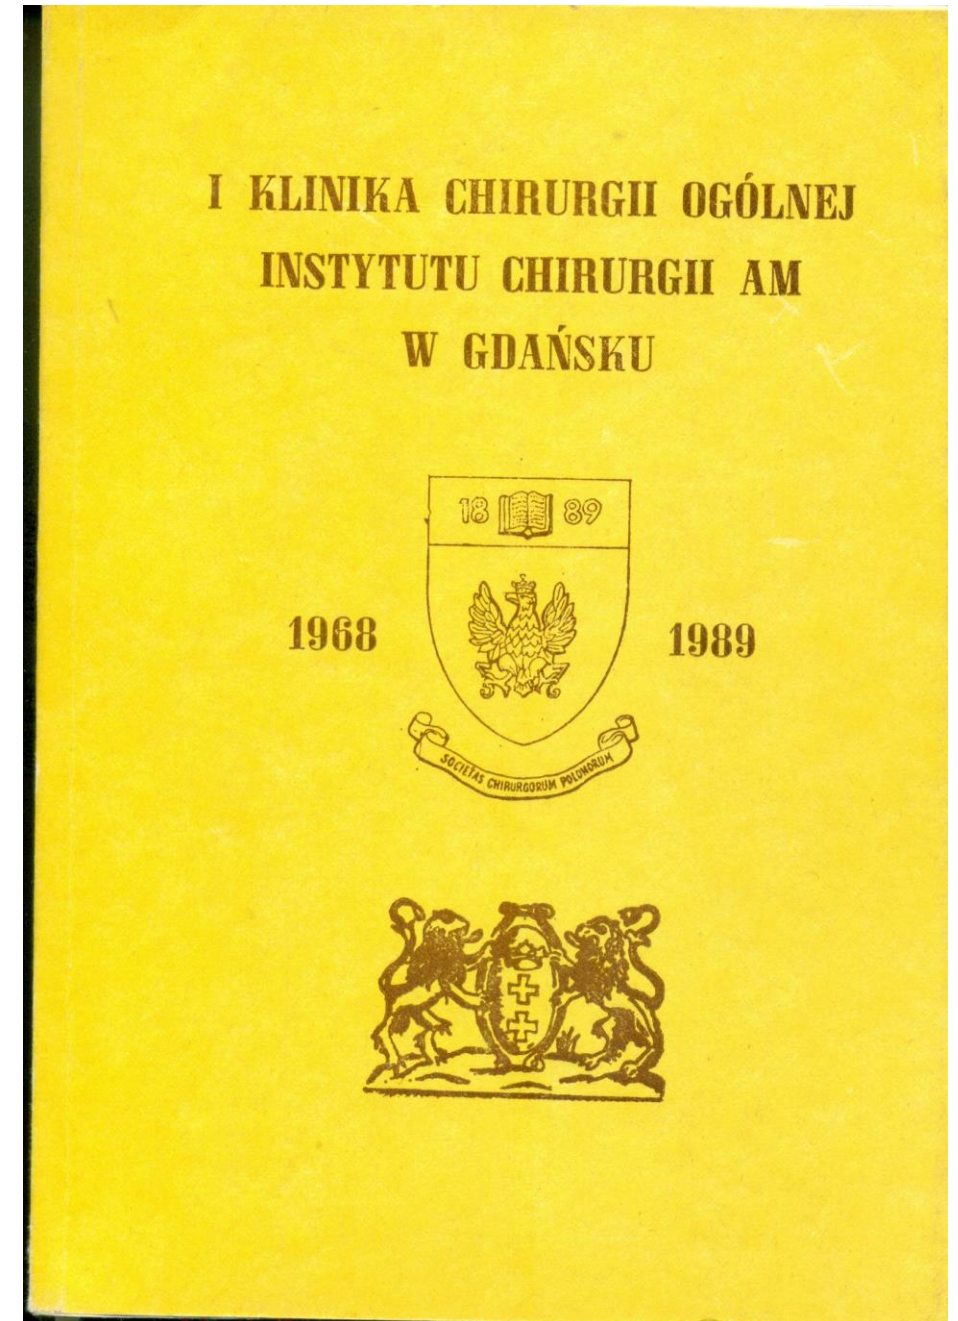 I KLINIKA CHIRURGII OGÓLNEJ
INSTYTUTU CHIRURGII AM
W GDAŃSKU
18 89
1968 1989
SOCIETAS CHIRURGORUM POLONORUM